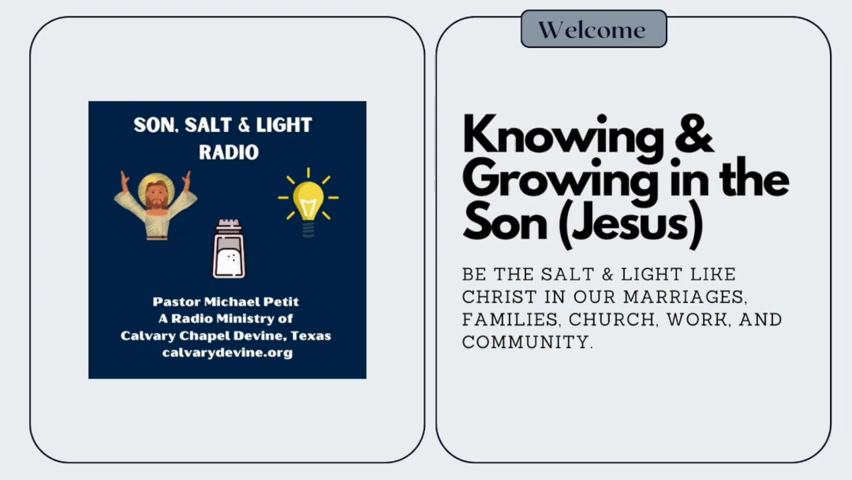 SON, SALT & LIGHT
RADIO
Pastor Michael Petit
A Radio Ministry of
Calvary Chapel Devine, Texas
calvarydevine.org
Welcome
Knowing &
Growing in the
Son (Jesus)
BE THE SALT & LIGHT LIKE
CHRIST IN OUR MARRIAGES,
FAMILIES, CHURCH, WORK, AND
COMMUNITY.